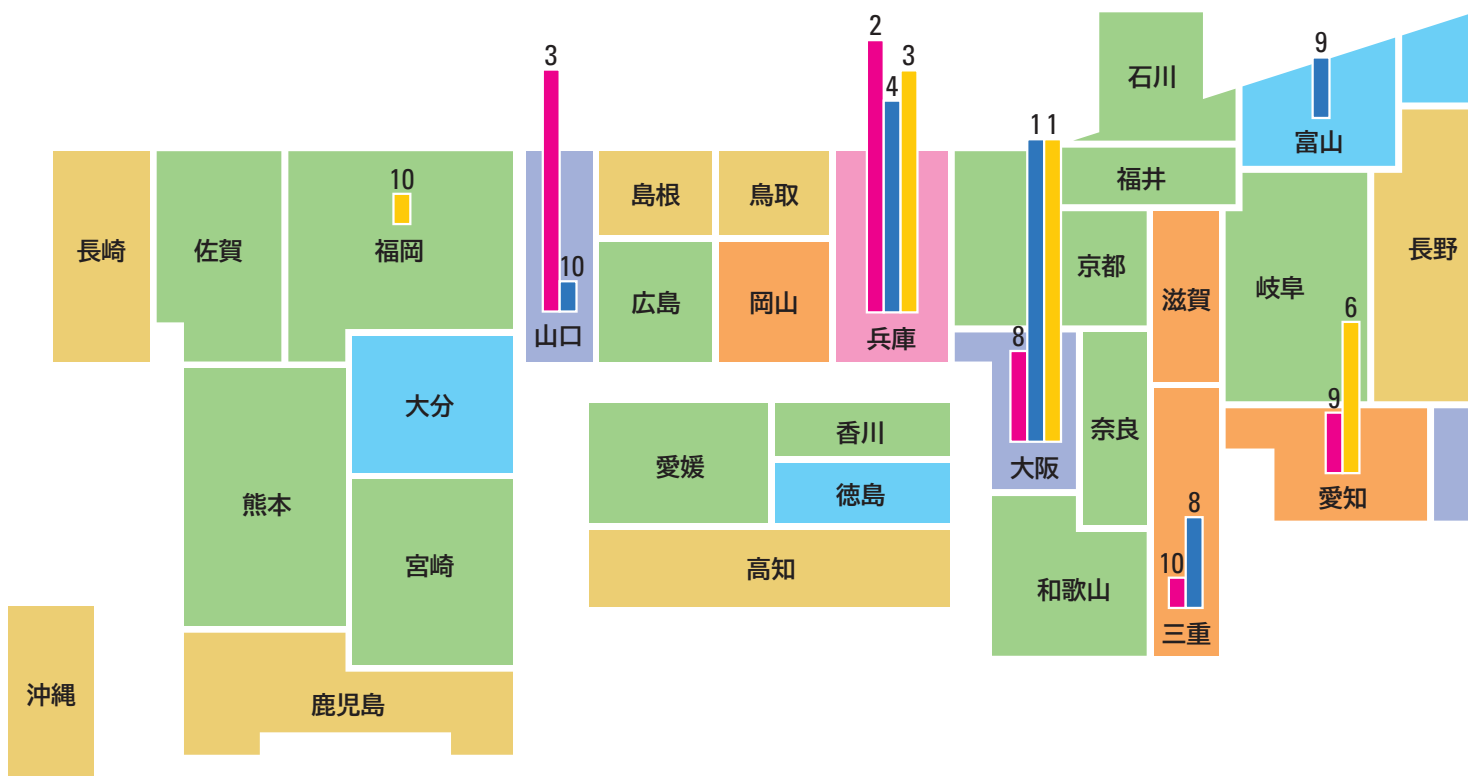 2
3
3
9
4
石川
1
1
富山
福井
10
島根
鳥取
長崎
佐賀
福岡
京都
長野
10
広島
岡山
滋賀
岐阜
山口
兵庫
8
6
大分
9
香川
奈良
愛媛
大阪
徳島
愛知
熊本
8
宮崎
高知
10
和歌山
三重
沖縄
鹿児島